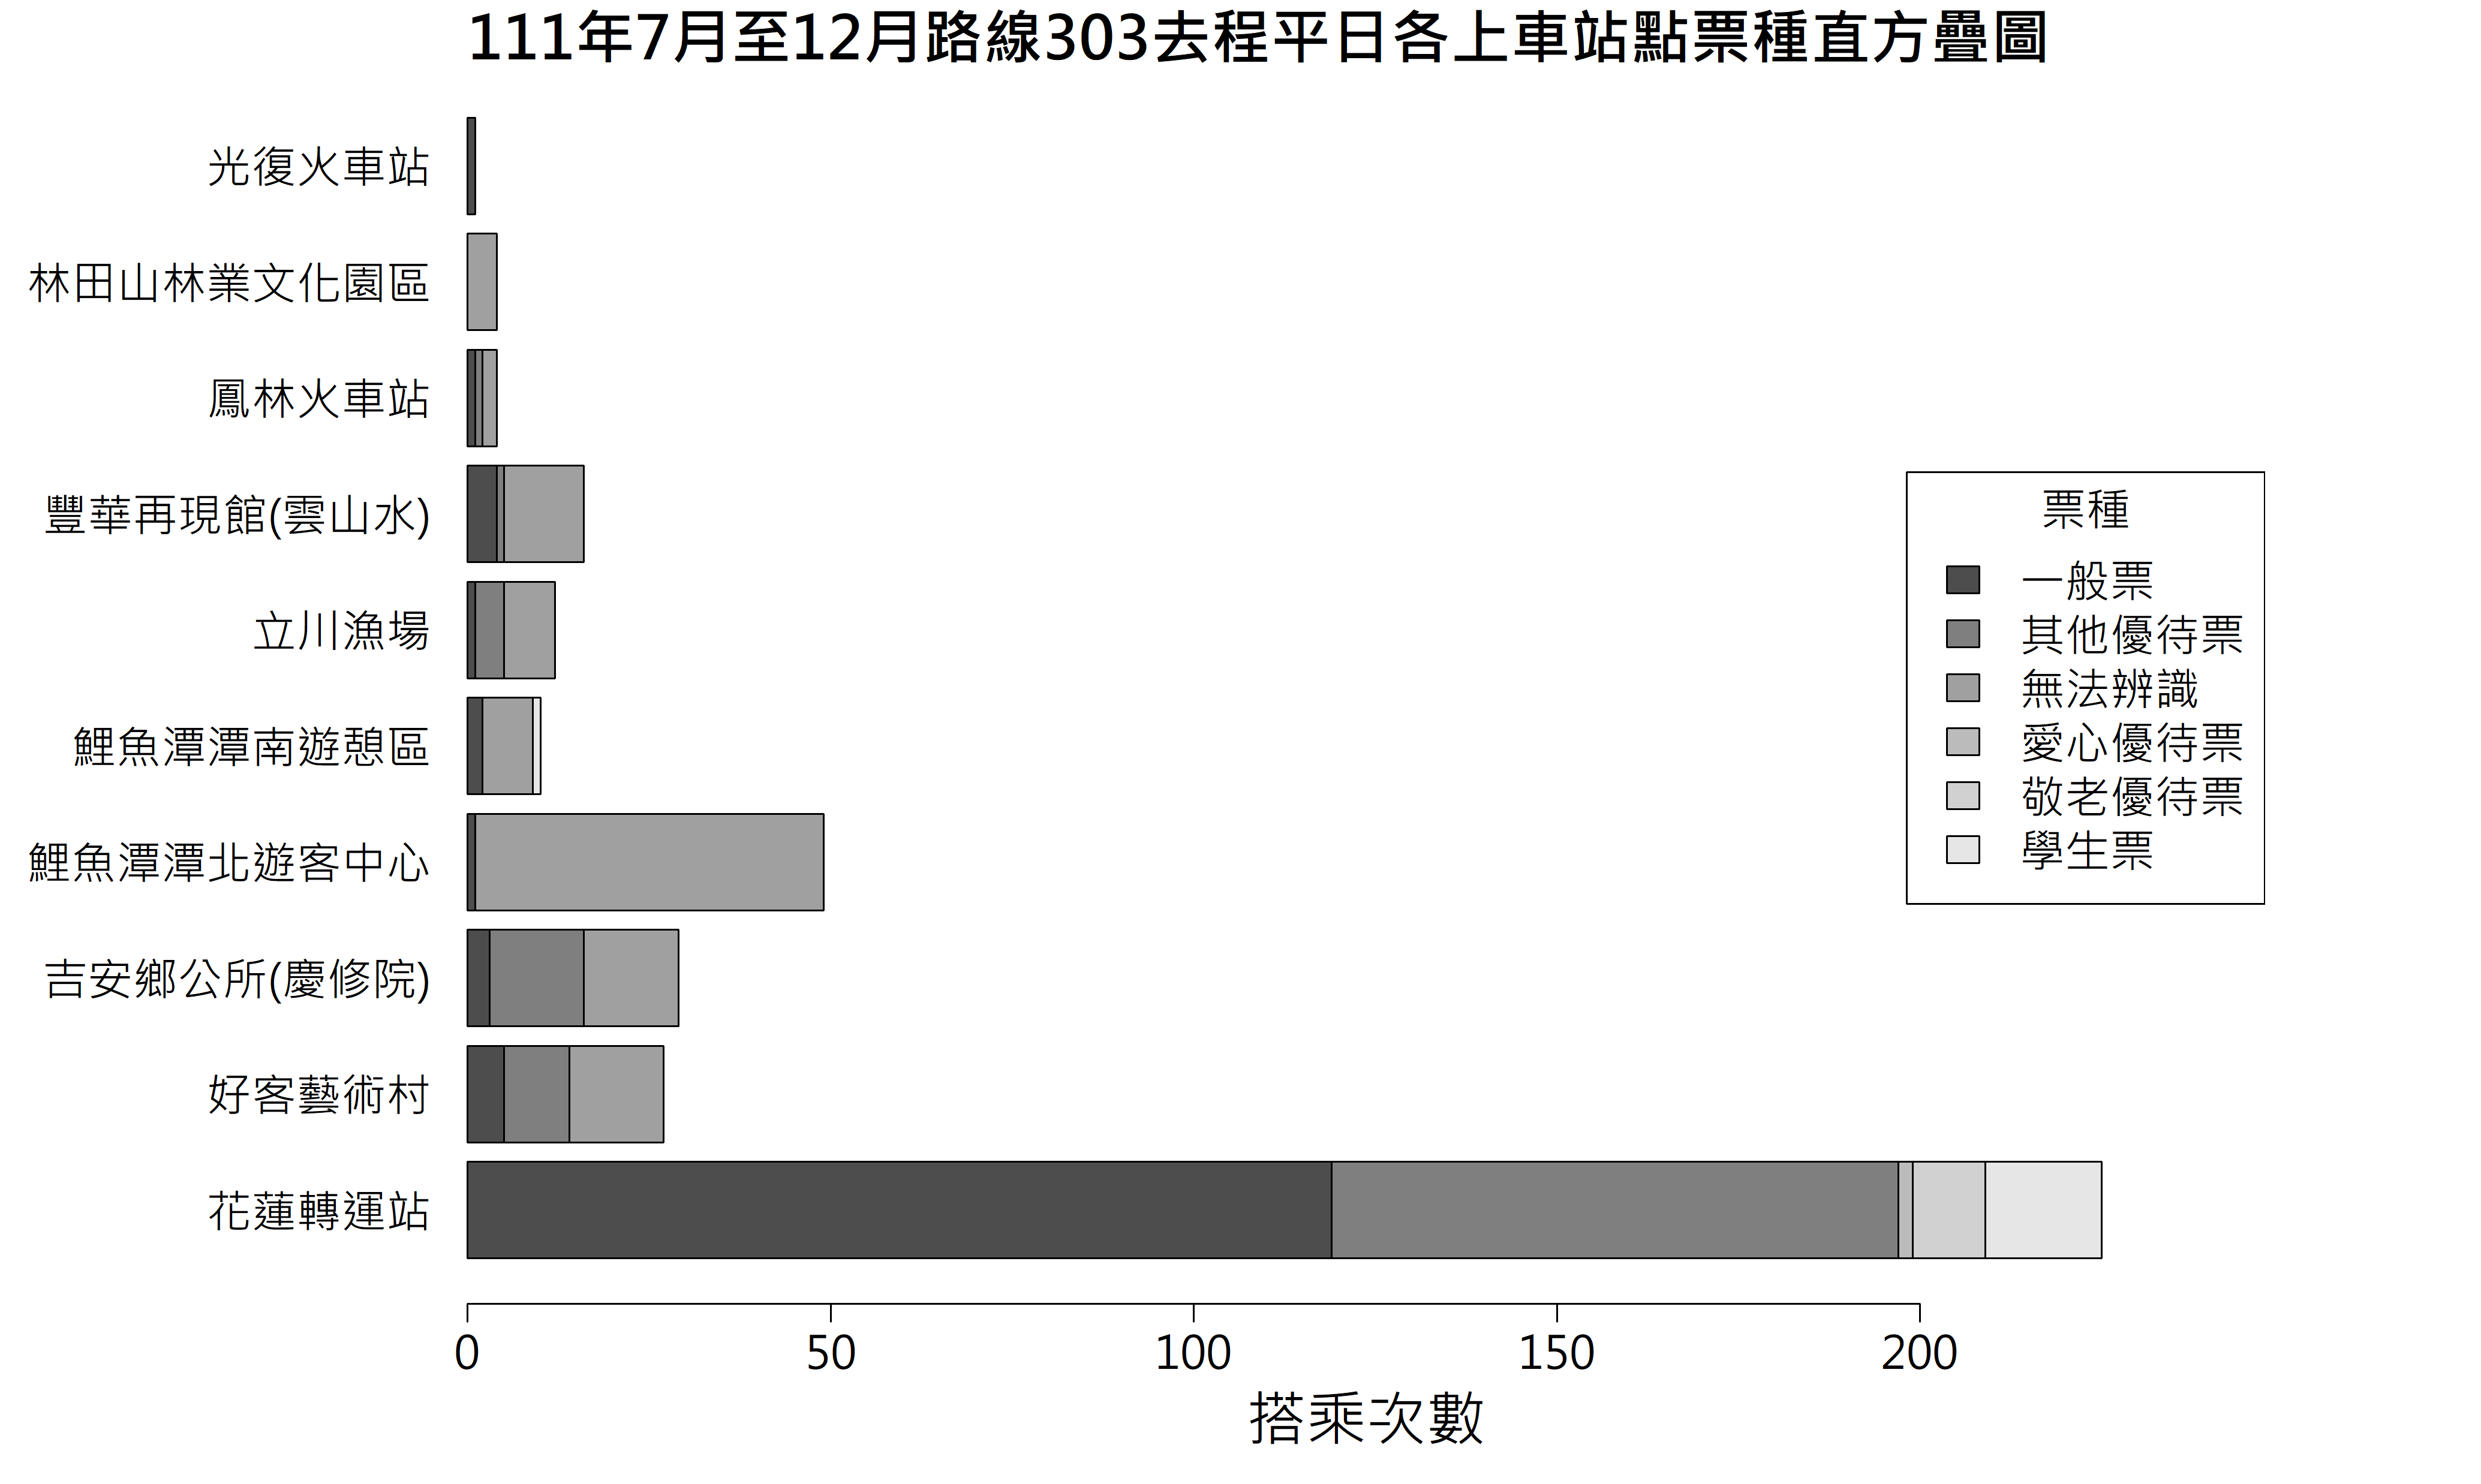 111年7月至12月路線303去程平日各上車站點票種直方疊圖
光復火車站
林田山林業文化園區
鳳林火車站
豐華再現館(雲山水)
立川漁場
鯉魚潭潭南遊憩區
鯉魚潭潭北遊客中心
吉安鄉公所(慶修院)
好客藝術村
花蓮轉運站
票種
一般票
其他優待票
無法辨識
愛心優待票
敬老優待票
學生票
0 50 100 150 200
搭乘次數